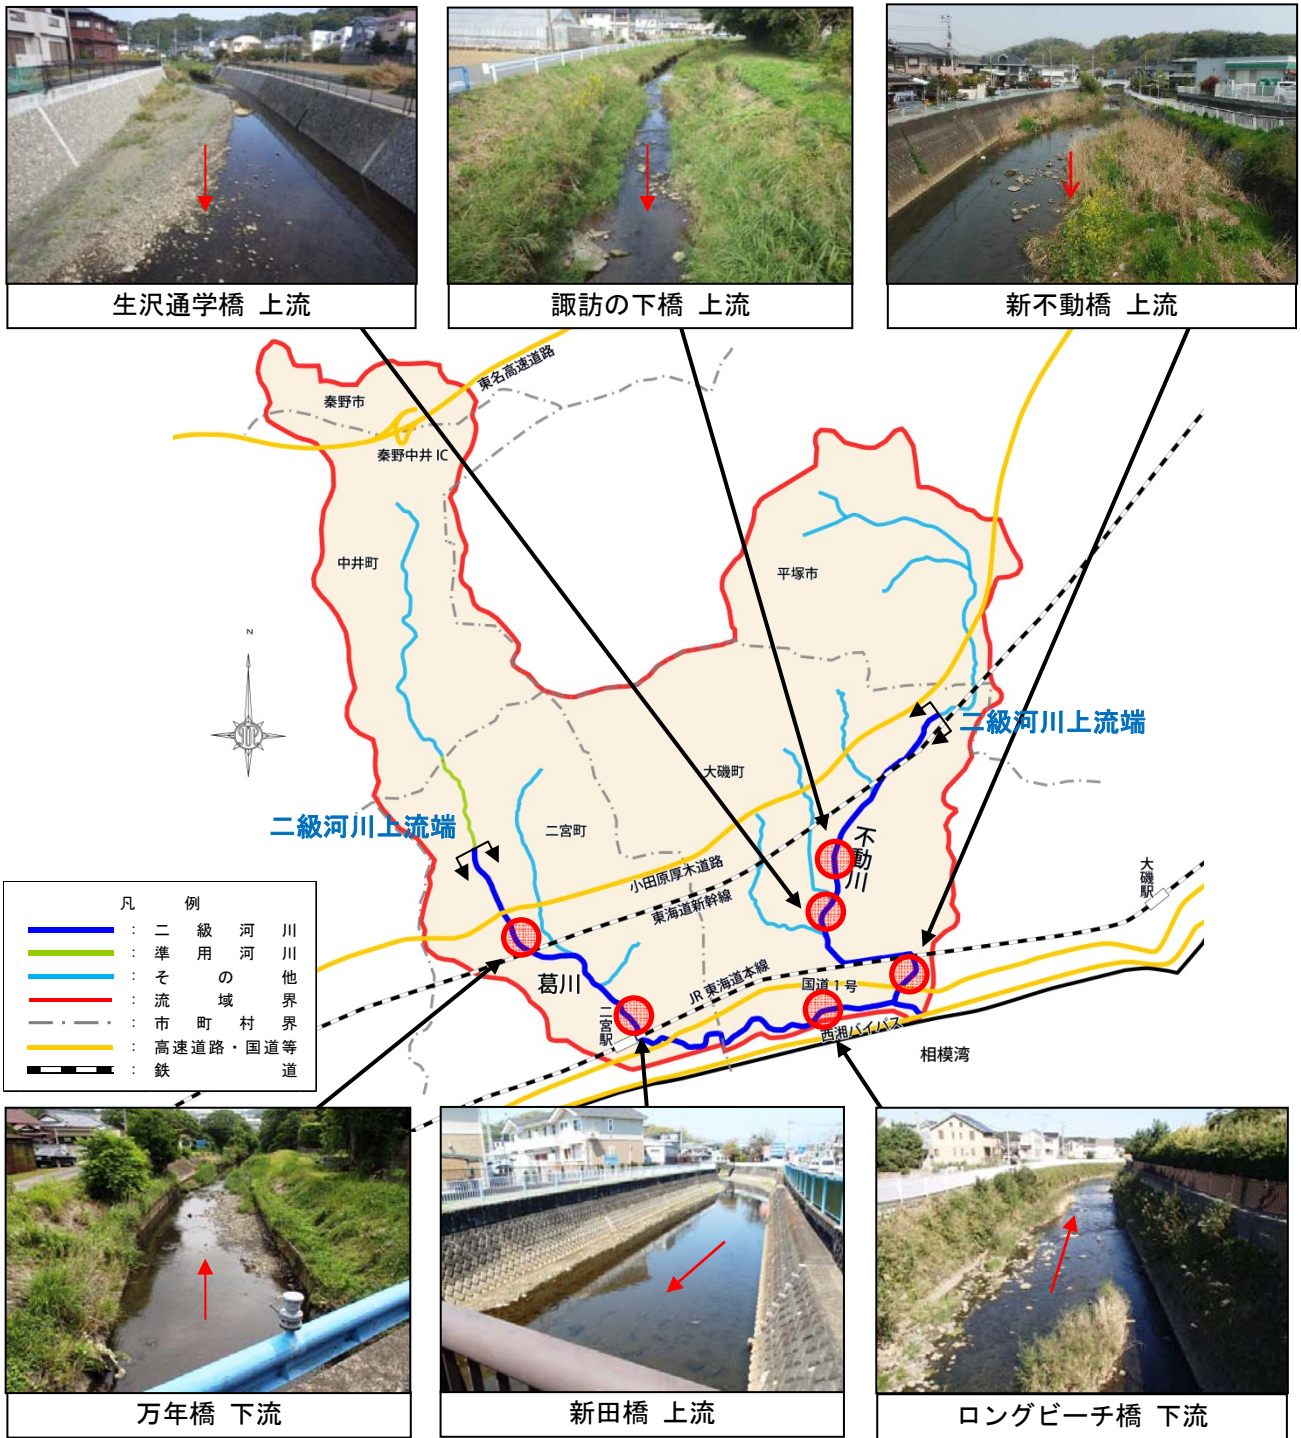 生沢通学橋 上流
諏訪の下橋 上流
新不動橋 上流
東名高速道路
秦野市
秦野中井 IC
中井町
平塚市
N
二級河川上流端
大磯町
二級河川上流端
二宮町
不動川
小田原厚木道路
大磯駅
東海道新幹線
凡 例
: 二級河川
: 準用河川
: その他
: 流域界
: 市町村界
: 高速道路・国道等
: 鉄道
葛川
JR 東海道本線
国道1号
二宮駅
西湘バイパス
相模湾
万年橋 下流
新田橋 上流
ロングビーチ橋 下流